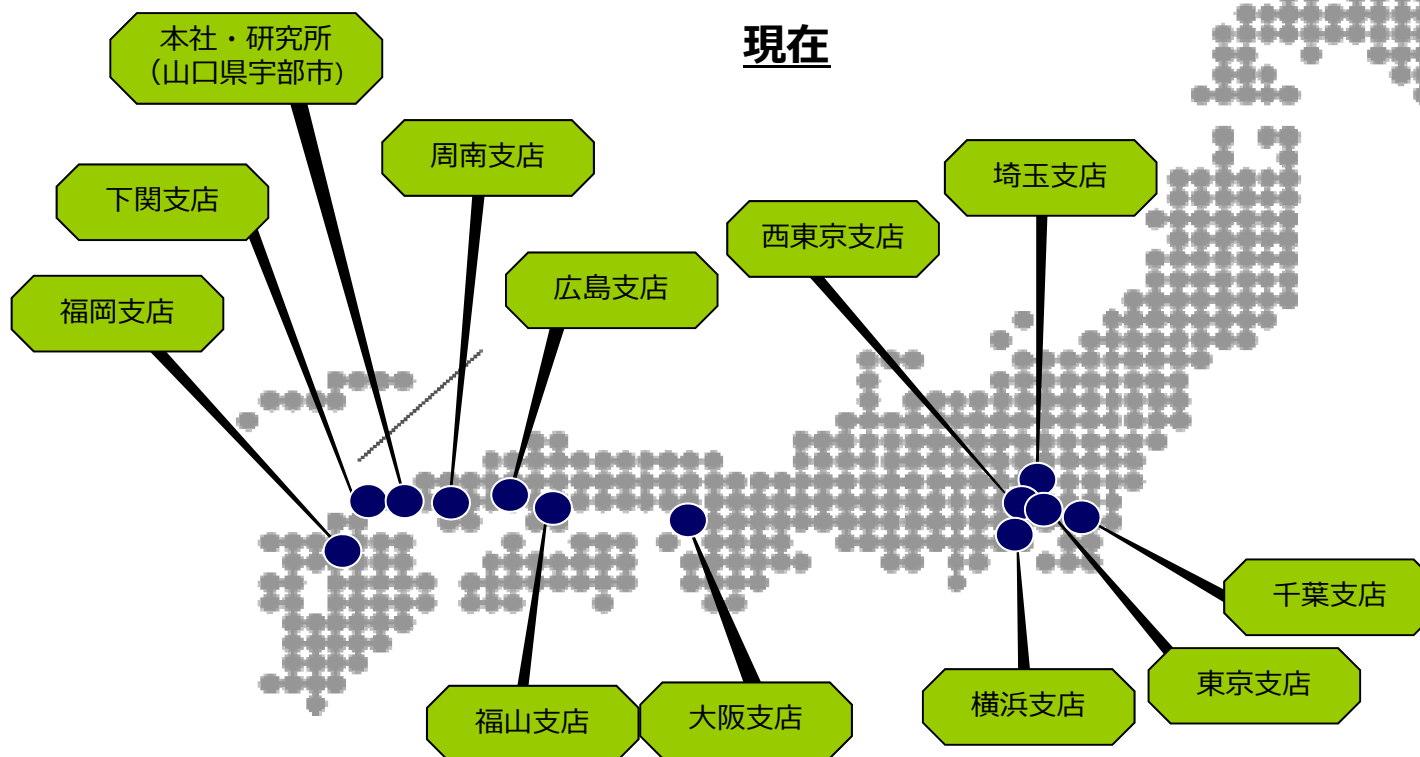 現在
本社・研究所
（山口県宇部市）
周南支店
埼玉支店
下関支店
西東京支店
広島支店
福岡支店
千葉支店
東京支店
横浜支店
福山支店
大阪支店